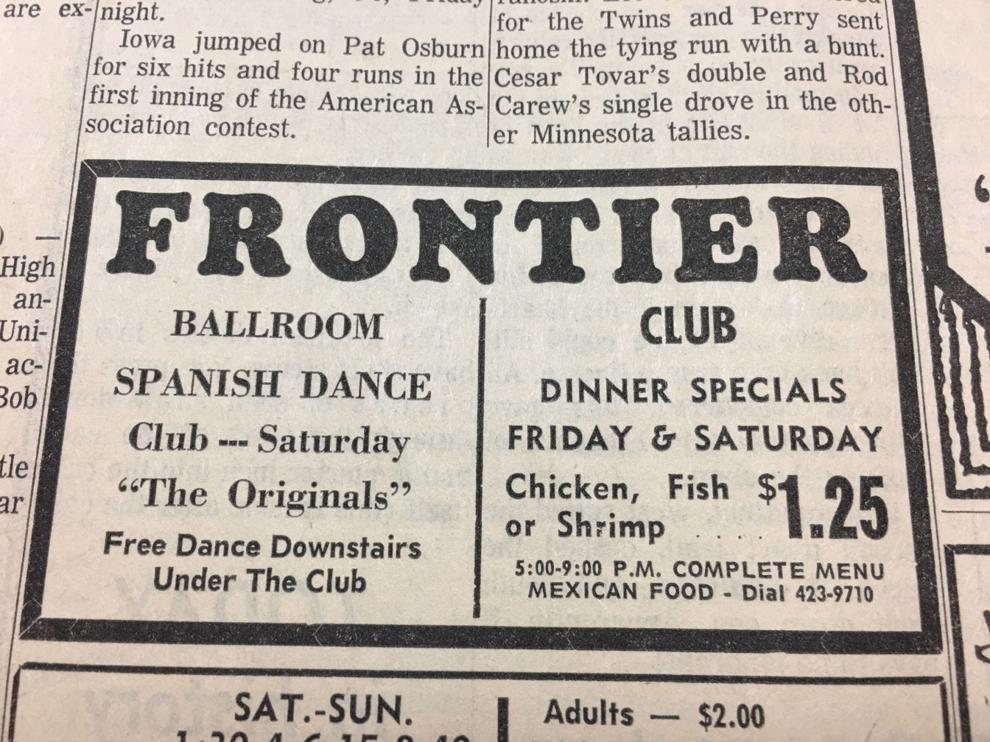 are ex-
High
an-
Uni-
ac-
Bob
tle
ar
night.
Iowa jumped on Pat Osburn
for six hits and four runs in the
first inning of the American As-
sociation contest.
for the Twins and Perry sent
home the tying run with a bunt.
Cesar Tovar's double and Rod
Carew's single drove in the oth-
er Minnesota tallies.
FRONTIER
BALLROOM
SPANISH DANCE
Club --- Saturday
“The Originals”
Free Dance Downstairs
Under The Club
CLUB
DINNER SPECIALS
FRIDAY & SATURDAY
Chicken, Fish $1.25
or Shrimp ....
5:00-9:00 P.M. COMPLETE MENU
MEXICAN FOOD - Dial 423-9710
SAT.-SUN.
Adults — $2.00